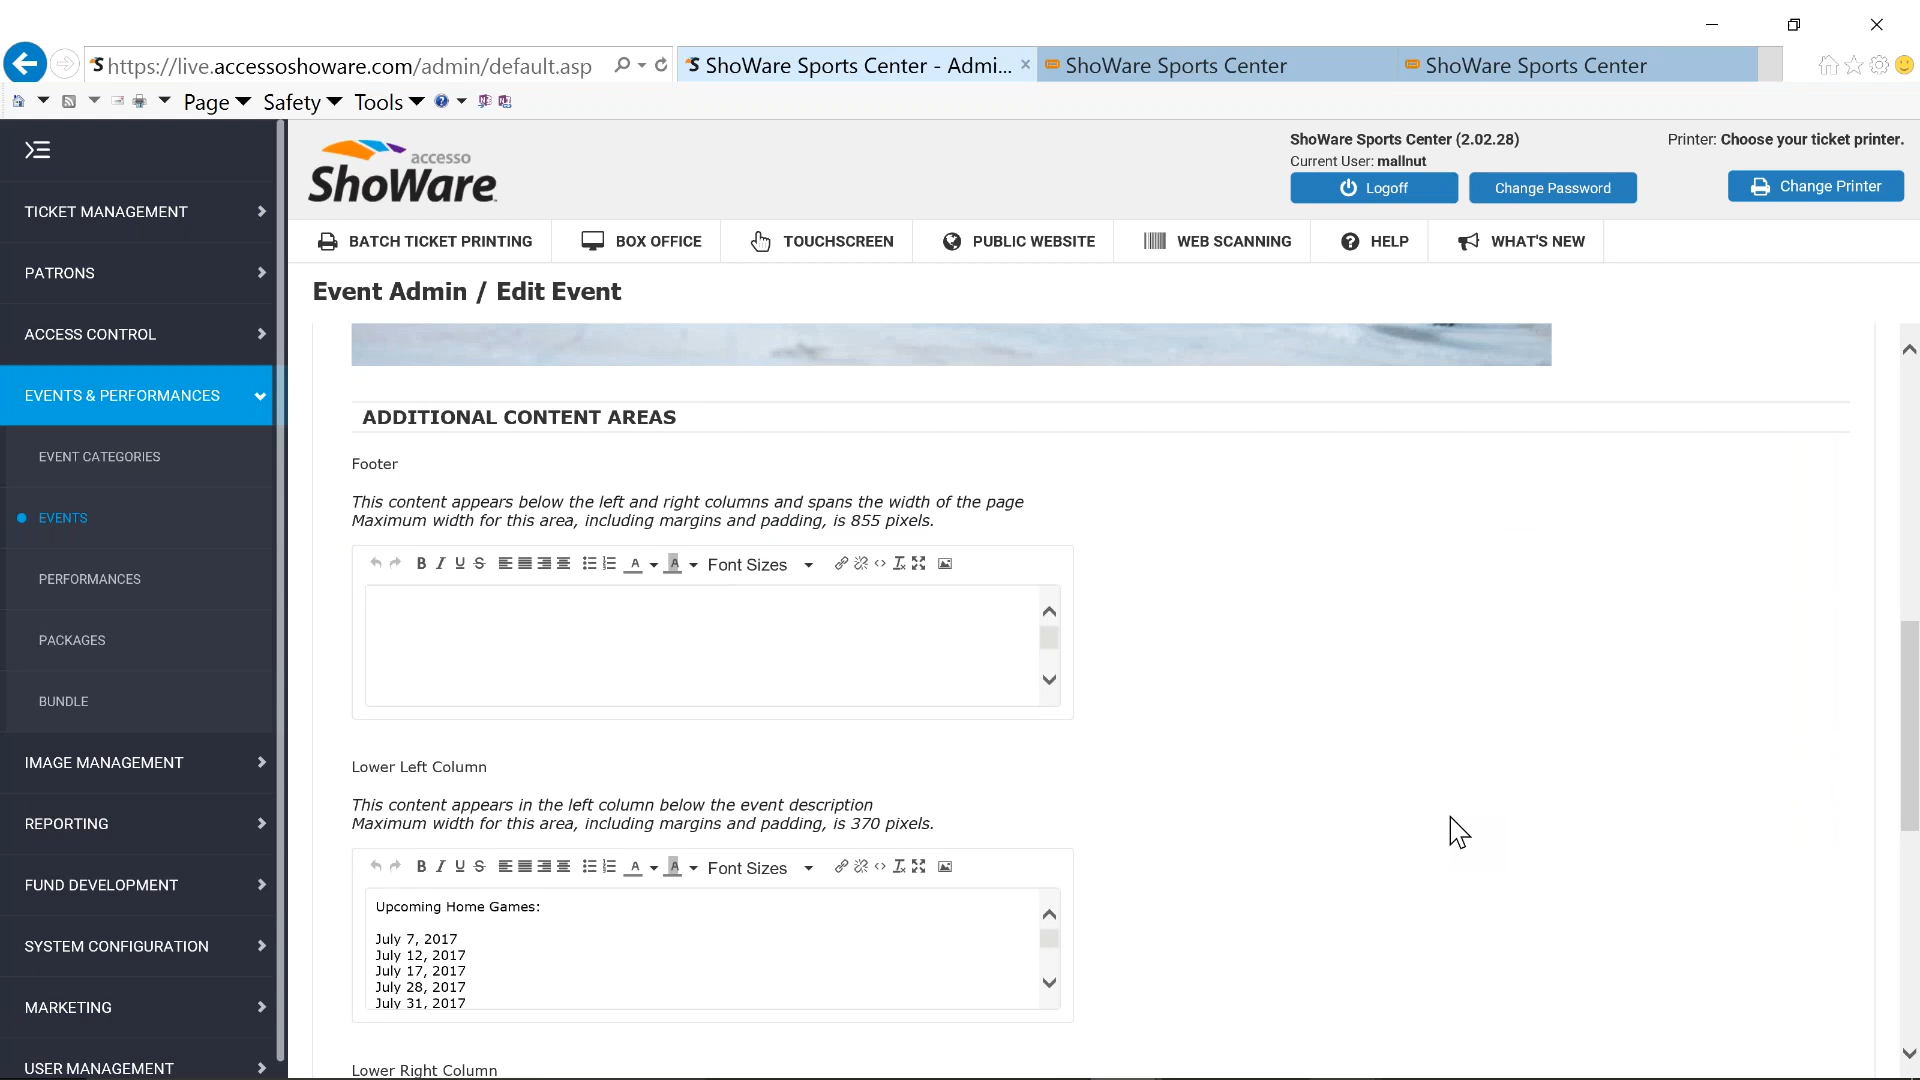 https://live.accessoshoware.com/admin/default.asp
ShoWare Sports Center - Admi...
ShoWare Sports Center
ShoWare Sports Center
Page
Safety
Tools
accesso
ShoWare
ShoWare Sports Center (2.02.28)
Current User: mallnut
Logoff
Change Password
Printer: Choose your ticket printer.
Change Printer
BATCH TICKET PRINTING
BOX OFFICE
TOUCHSCREEN
PUBLIC WEBSITE
WEB SCANNING
HELP
WHAT'S NEW
TICKET MANAGEMENT
PATRONS
ACCESS CONTROL
EVENTS & PERFORMANCES
EVENT CATEGORIES
EVENTS
PERFORMANCES
PACKAGES
BUNDLE
IMAGE MANAGEMENT
REPORTING
FUND DEVELOPMENT
SYSTEM CONFIGURATION
MARKETING
USER MANAGEMENT
Event Admin / Edit Event
ADDITIONAL CONTENT AREAS
Footer
This content appears below the left and right columns and spans the width of the page
Maximum width for this area, including margins and padding, is 855 pixels.
Font Sizes
Lower Left Column
This content appears in the left column below the event description
Maximum width for this area, including margins and padding, is 370 pixels.
Font Sizes
Upcoming Home Games:
July 7, 2017
July 12, 2017
July 17, 2017
July 28, 2017
July 31, 2017
Lower Right Column